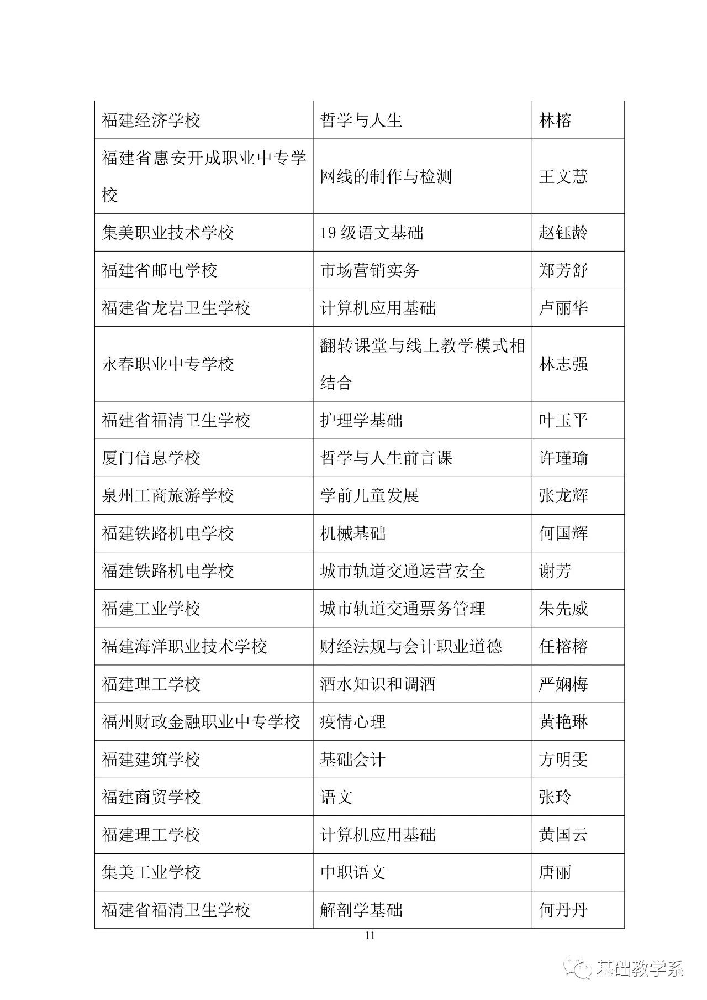 福建经济学校 哲学与人生 林榕
福建省惠安开成职业中专学
校 网线的制作与检测 王文慧
集美职业技术学校 19 级语文基础 赵钰龄
福建省邮电学校 市场营销实务 郑芳舒
福建省龙岩卫生学校 计算机应用基础 卢丽华
永春职业中专学校 翻转课堂与线上教学模式相
结合 林志强
福建省福清卫生学校 护理学基础 叶玉平
厦门信息学校 哲学与人生前言课 许瑾瑜
泉州工商旅游学校 学前儿童发展 张龙辉
福建铁路机电学校 机械基础 何国辉
福建铁路机电学校 城市轨道交通运营安全 谢芳
福建工业学校 城市轨道交通票务管理 朱先威
福建海洋职业技术学校 财经法规与会计职业道德 任榕榕
福建理工学校 酒水知识和调酒 严娴梅
福州财政金融职业中专学校 疫情心理 黄艳琳
福建建筑学校 基础会计 方明雯
福建商贸学校 语文 张玲
福建理工学校 计算机应用基础 黄国云
集美工业学校 中职语文 唐丽
福建省福清卫生学校 解剖学基础 何丹丹
11
基础教学系